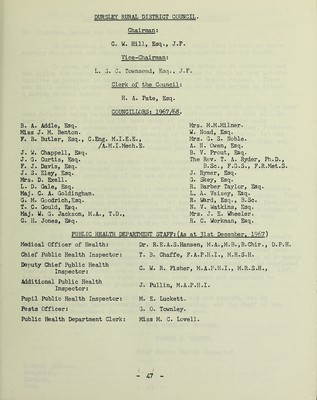 DURSLEY RURAL DISTRICT COUNCIL.
Chairman:
C. W. Hill, Esq., J.P.
Vice-Chairman:
L. G. C. Townsend, Esq., J.P.
Clerk of the Council:
H. A. Pate, Esq.
COUNCILLORS: 1967/68.
B. A. Addle, Esq.
Miss J. M. Benton.
F. B. Butler, Esq., C.Eng. M.I.E.E.,
/A.M.I.Mech.E.
J. W. Chappell, Esq.
J. G. Curtis, Esq.
F. J. Davis, Esq.
J. S. Eley, Esq.
Mrs. D. Ezell.
L. D. Gale, Esq.
Maj. C. A. Goldingham.
G. M. Goodrich, Esq.
T. C. Gould, Esq.
Maj. W. G. Jackson, M.A., T.D.,
C. H. Jones, Esq.
Mrs. M.M. Milner.
W. Hoad, Esq.
Mrs. G. S. Noble.
A. H. Owen, Esq.
B. V. Prout, Esq.
The Rev. T. A. Ryder, Ph.D.,
B.Sc., F.G.S., F.R.Met.S.
J. Rymer, Esq.
G. Skey, Esq.
R. Barber Taylor, Esq.
L. A. Voisey, Esq.
R. Ward, Esq., B.Sc.
N. V. Watkins, Esq.
Mrs. J. E. Wheeler.
H. C. Workman, Esq.
PUBLIC HEALTH DEPARTMENT STAFF: (As at 31st December, 1967)
Medical Officer of Health: Dr. R.E.A.S. Hansen, M.A., M.B., B.Chir., D.P.H.
Chief Public Health Inspector: T. B. Chaffe, F.A.P.H.I., M.R.S.H.
Deputy Chief Public Health
Inspector: C. W. R. Fisher, M.A.P.H.I., M.R.S.H.,
Additional Public Health
Inspector: J. Pullin, M.A.P.H.I.
Pupil Public Health Inspector: M. E. Luckett.
Pests Officer: L. O. Townley.
Public Health Department Clerk: Miss M. C. Lovell.
- 47 -